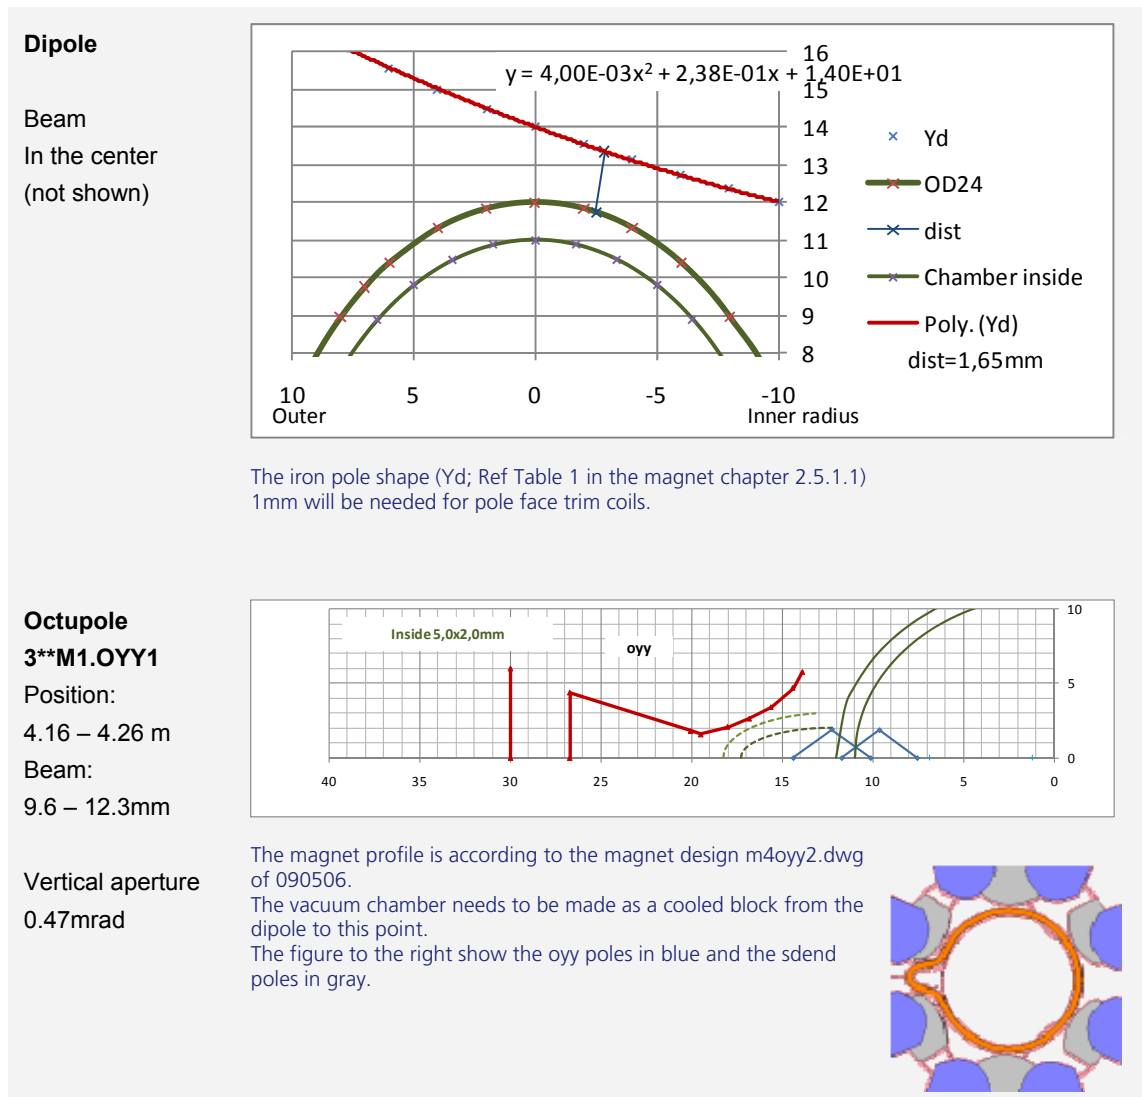 Dipole
Beam
In the center
(not shown)
y = 4,00E-03x² + 2,38E-01x + 1,40E+01
16
15
14
13
12
11
10
9
8
10
5
0
-5
-10
Outer
Inner radius
Yd
OD24
dist
Chamber inside
Poly. (Yd)
dist=1,65mm
The iron pole shape (Yd; Ref Table 1 in the magnet chapter 2.5.1.1)
1mm will be needed for pole face trim coils.
Octupole
3**M1.OYY1
Position:
4.16 – 4.26 m
Beam:
9.6 – 12.3mm
Vertical aperture
0.47mrad
Inside 5,0x2,0mm
oyy
10
5
0
40
35
30
25
20
15
10
5
0
The magnet profile is according to the magnet design m4oyy2.dwg
of 090506.
The vacuum chamber needs to be made as a cooled block from the
dipole to this point.
The figure to the right show the oyy poles in blue and the sdend
poles in gray.